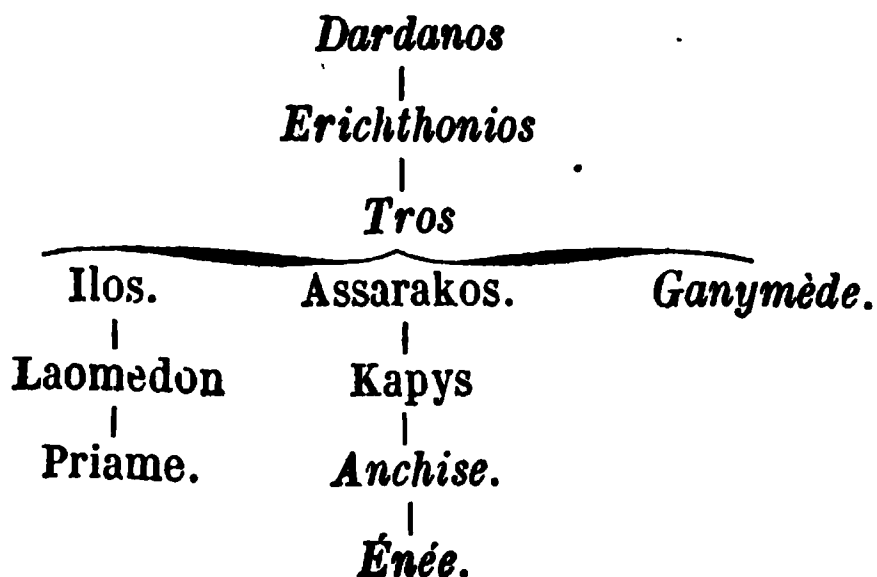 Dardanos
Erichthonios
Tros
Ilos. Assarakos. Ganymède.
Laomedon Kapys
Priame. Anchise.
Énée.